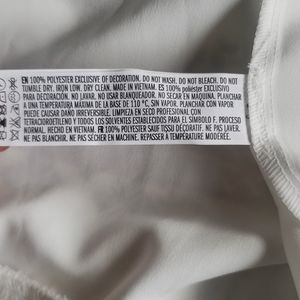 EN 100% POLYESTER EXCLUSIVE OF DECORATION. DO NOT WASH. DO NOT BLEACH. DO NOT
TUMBLE DRY. IRON LOW. DRY CLEAN. MADE IN VIETNAM. ES 100% poliéster EXCLUSIVO
DE DECORACIÓN. NO LAVAR. NO USAR BLANQUEADOR. NO SECAR EN MAQUINA. PLANCHAR
A UNA TEMPERATURA MÁXIMA DE LA BASE DE 110 °C, SIN VAPOR. PLANCHAR CON VAPOR
PUEDE CAUSAR DAÑO IRREVERSIBLE. LIMPIEZA EN SECO PROFESIONAL CON
TETRACLOROETILENO Y TODOS LOS SOLVENTES ESTABLECIDOS PARA EL SÍMBOLO F. PROCESO
NORMAL. HECHO EN VIETNAM. FR 100% POLYESTER SAUF TISSU DÉCORATIF. NE PAS LAVER.
NE PAS BLANCHIR. NE PAS SÉCHER EN MACHINE. REPASSER À TEMPÉRATURE MODÉRÉE.